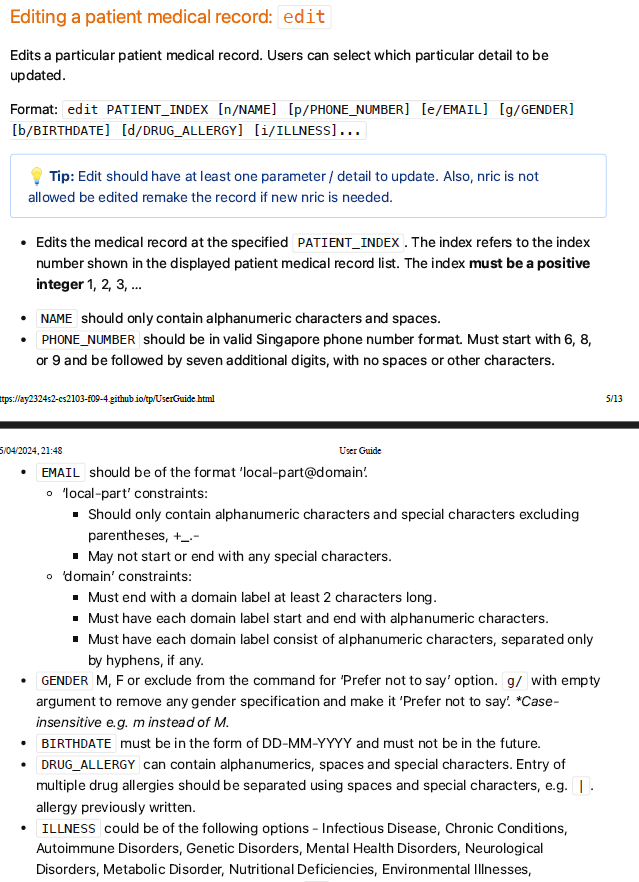 Editing a patient medical record: edit
Edits a particular patient medical record. Users can select which particular detail to be
updated.
Format: edit PATIENT_INDEX [n/NAME] [p/PHONE_NUMBER] [e/EMAIL] [g/GENDER]
[b/BIRTHDATE] [d/DRUG_ALLERGY] [i/ILLNESS]...
💡 Tip: Edit should have at least one parameter / detail to update. Also, nric is not
allowed be edited remake the record if new nric is needed.
• Edits the medical record at the specified PATIENT_INDEX . The index refers to the index
number shown in the displayed patient medical record list. The index must be a positive
integer 1, 2, 3, …
• NAME should only contain alphanumeric characters and spaces.
• PHONE_NUMBER should be in valid Singapore phone number format. Must start with 6, 8,
or 9 and be followed by seven additional digits, with no spaces or other characters.
ttps://ay2324s2-cs2103-f09-4.github.io/tp/UserGuide.html 5/13
5/04/2024, 21:48 User Guide
• EMAIL should be of the format ‘local-part@domain’.
◦ ‘local-part’ constraints:
▪ Should only contain alphanumeric characters and special characters excluding
parentheses, +_.-
▪ May not start or end with any special characters.
◦ ‘domain’ constraints:
▪ Must end with a domain label at least 2 characters long.
▪ Must have each domain label start and end with alphanumeric characters.
▪ Must have each domain label consist of alphanumeric characters, separated only
by hyphens, if any.
• GENDER M, F or exclude from the command for ‘Prefer not to say’ option. g/ with empty
argument to remove any gender specification and make it ‘Prefer not to say’. *Case-
insensitive e.g. m instead of M.
• BIRTHDATE must be in the form of DD-MM-YYYY and must not be in the future.
• DRUG_ALLERGY can contain alphanumerics, spaces and special characters. Entry of
multiple drug allergies should be separated using spaces and special characters, e.g. | .
allergy previously written.
• ILLNESS could be of the following options - Infectious Disease, Chronic Conditions,
Autoimmune Disorders, Genetic Disorders, Mental Health Disorders, Neurological
Disorders, Metabolic Disorder, Nutritional Deficiencies, Environmental Illnesses,